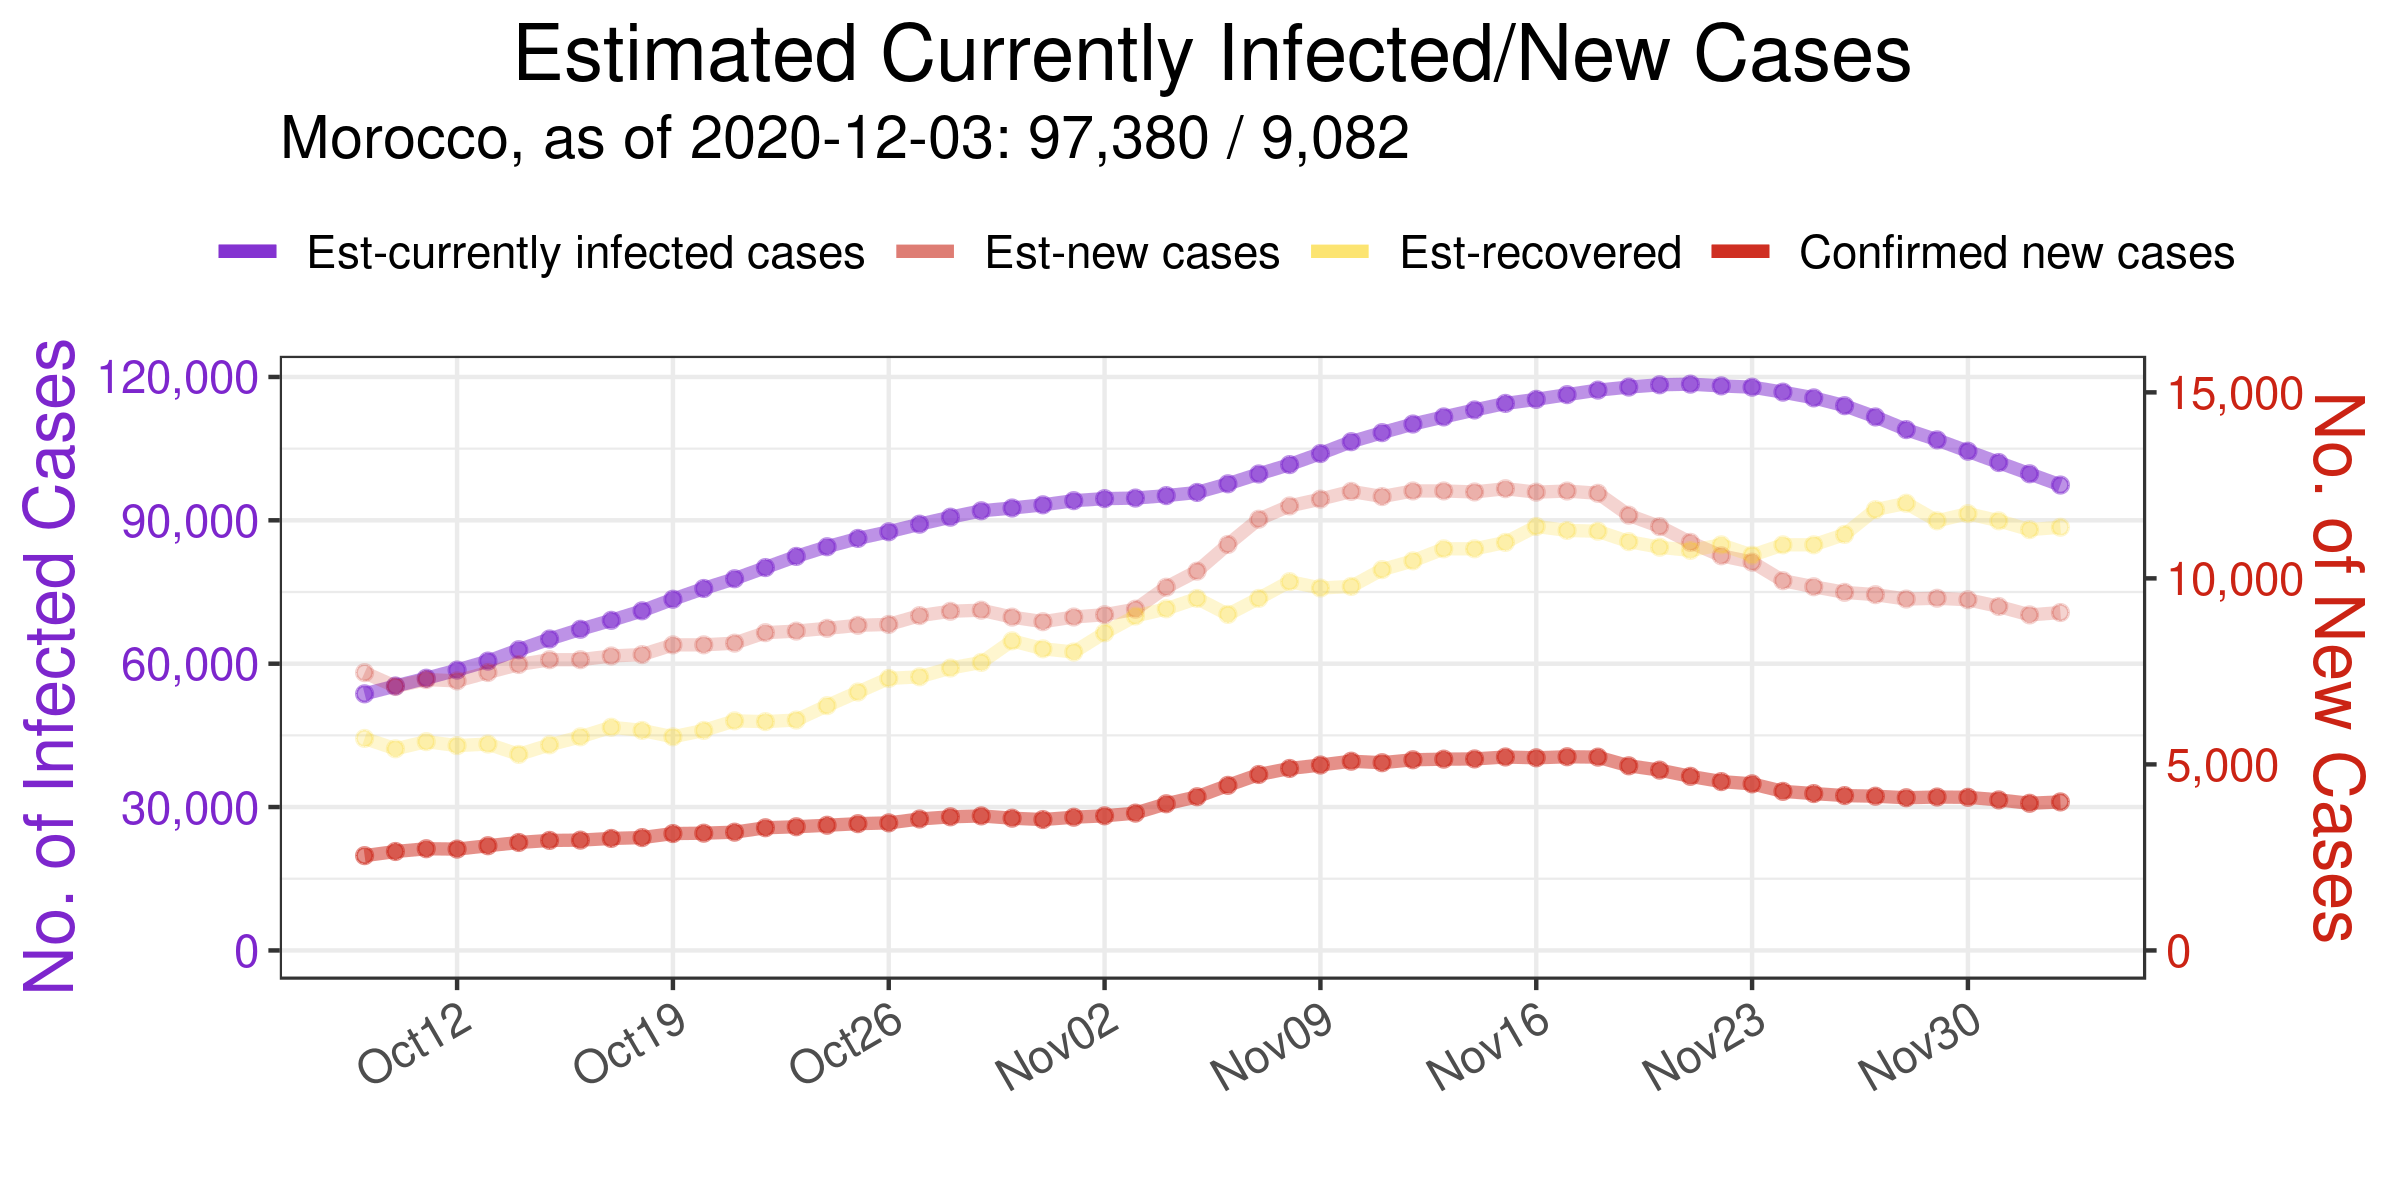 Estimated Currently Infected/New Cases
Morocco, as of 2020-12-03: 97,380 / 9,082
Est-currently infected cases Est-new cases Est-recovered Confirmed new cases
No. of Infected Cases
120,000
90,000
60,000
30,000
0
15,000
10,000
5,000
0
No. of New Cases
Oct12 Oct19 Oct26 Nov02 Nov09 Nov16 Nov23 Nov30